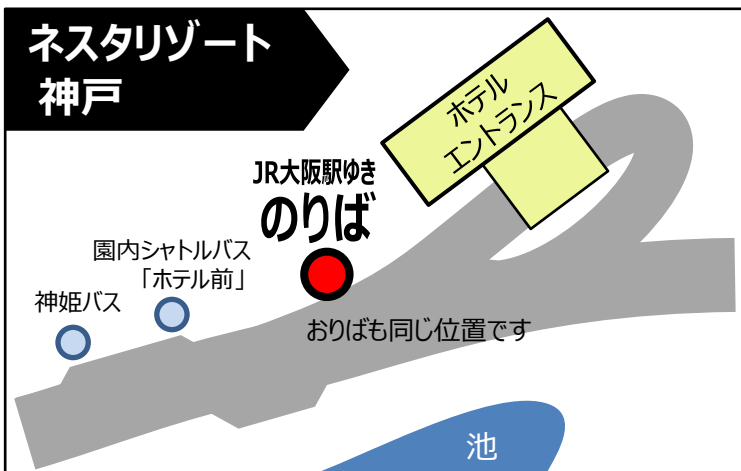 ネスタリゾート
神戸
ホテル
エントランス
JR大阪駅ゆき
のりば
園内シャトルバス
「ホテル前」
神姫バス
おりばも同じ位置です
池